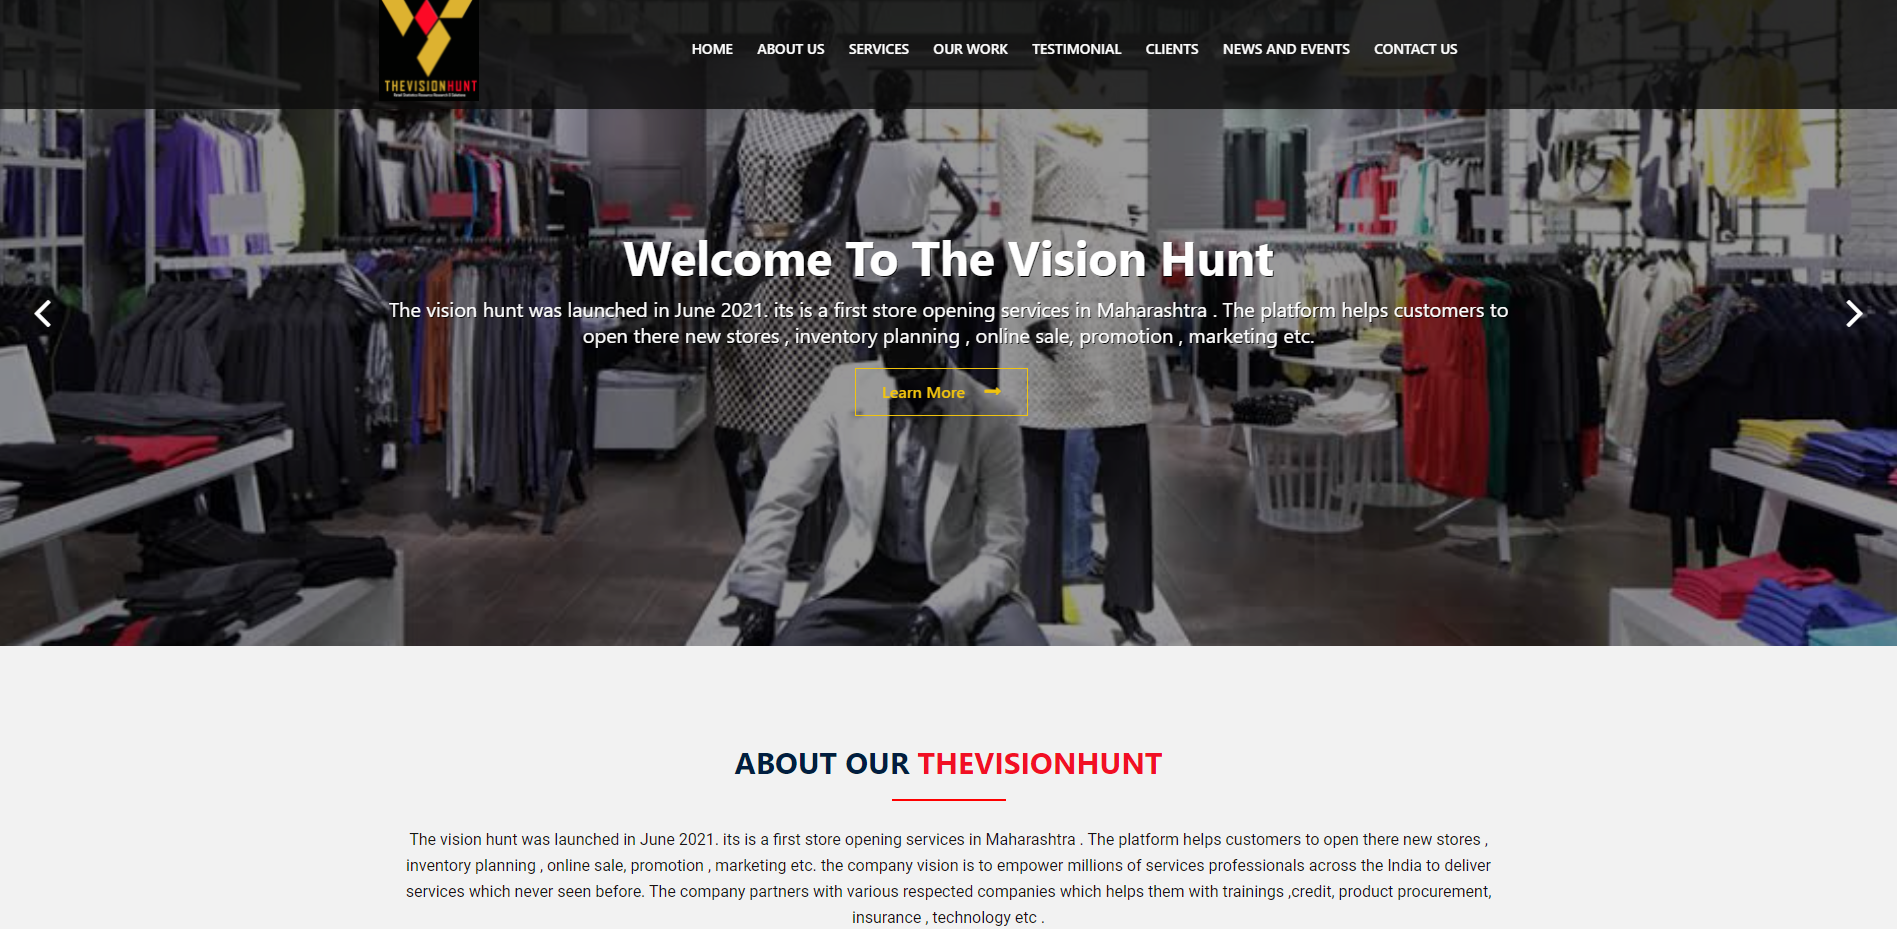 THEVISIONHUNT
HOME ABOUT US SERVICES OUR WORK TESTIMONIAL CLIENTS NEWS AND EVENTS CONTACT US
Welcome To The Vision Hunt
The vision hunt was launched in June 2021. its is a first store opening services in Maharashtra . The platform helps customers to
open there new stores , inventory planning , online sale, promotion , marketing etc.
Learn More
ABOUT OUR THEVISIONHUNT
The vision hunt was launched in June 2021. its is a first store opening services in Maharashtra . The platform helps customers to open there new stores ,
inventory planning , online sale, promotion , marketing etc. the company vision is to empower millions of services professionals across the India to deliver
services which never seen before. The company partners with various respected companies which helps them with trainings ,credit, product procurement,
insurance , technology etc .